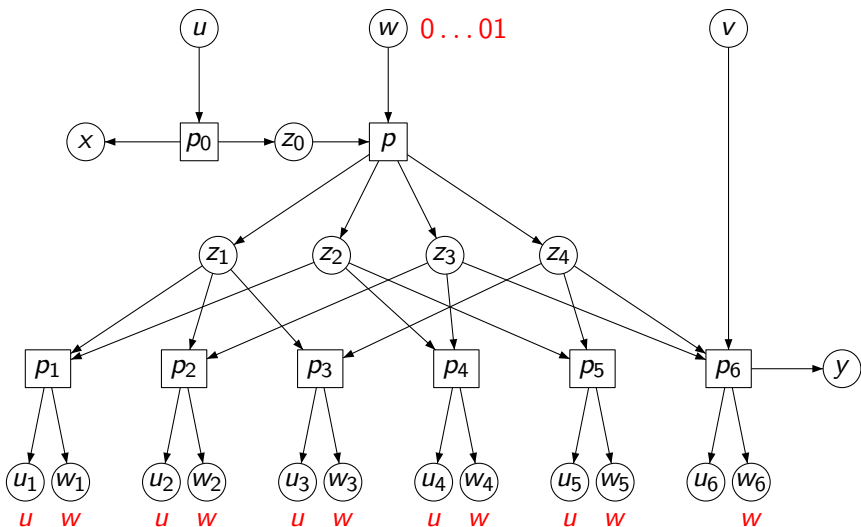 u w 0 . . . 01 v
x p0 z0 p
z1 z2 z3 z4
p1 p2 p3 p4 p5 p6 y
u1 w1 u2 w2 u3 w3 u4 w4 u5 w5 u6 w6
u w u w u w u w u w w